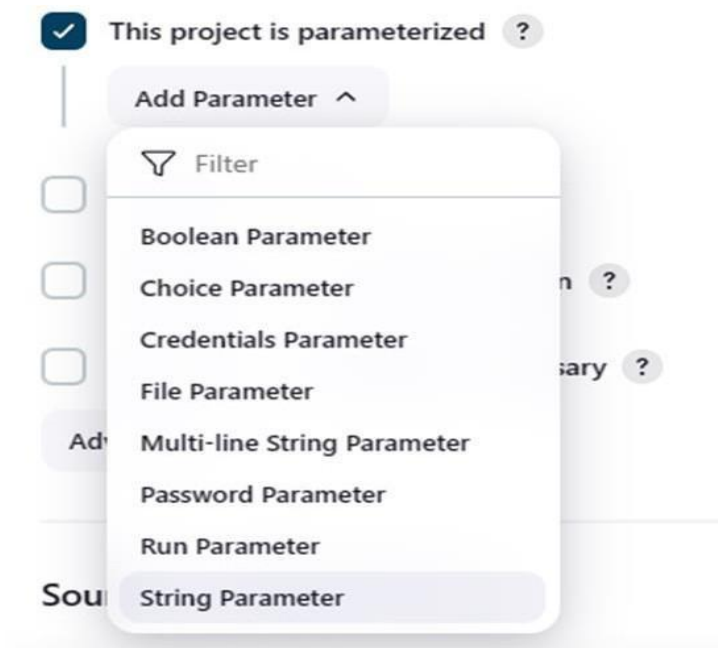 This project is parameterized ?
Add Parameter
Filter
Boolean Parameter
Choice Parameter
n ?
Credentials Parameter
sary ?
File Parameter
Ad
Multi-line String Parameter
Password Parameter
Run Parameter
Sou
String Parameter